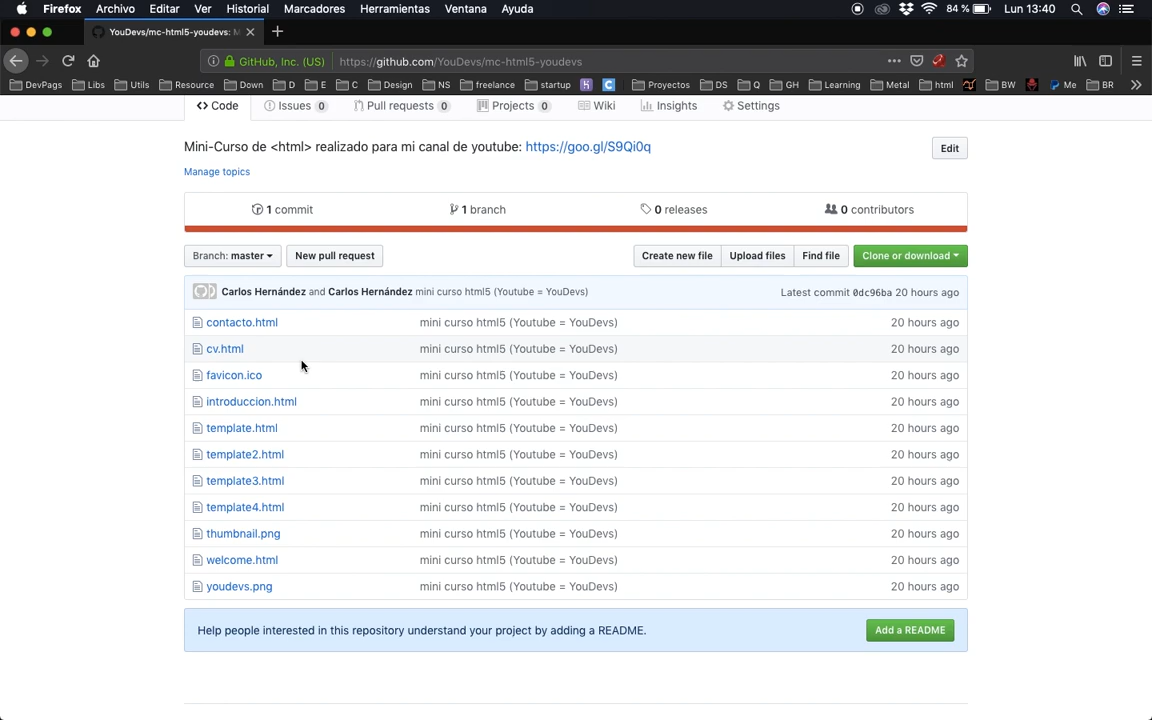 Firefox Archivo Editar Ver Historial Marcadores Herramientas Ventana Ayuda 84 % Lun 13:40
YouDevs/mc-html5-youdevs: M
GitHub, Inc. (US) https://github.com/YouDevs/mc-html5-youdevs
DevPags Libs Utils Resource Down D E C Design NS freelance startup C Proyectos DS Q GH Learning Metal html BW Me BR
Code Issues 0 Pull requests 0 Projects 0 Wiki Insights Settings
Mini-Curso de <html> realizado para mi canal de youtube: https://goo.gl/S9Qi0q Edit
Manage topics
1 commit 1 branch 0 releases 0 contributors
Branch: master New pull request Create new file Upload files Find file Clone or download
Carlos Hernández and Carlos Hernández mini curso html5 (Youtube = YouDevs) Latest commit 0dc96ba 20 hours ago
contacto.html mini curso html5 (Youtube = YouDevs) 20 hours ago
cv.html mini curso html5 (Youtube = YouDevs) 20 hours ago
favicon.ico mini curso html5 (Youtube = YouDevs) 20 hours ago
introduccion.html mini curso html5 (Youtube = YouDevs) 20 hours ago
template.html mini curso html5 (Youtube = YouDevs) 20 hours ago
template2.html mini curso html5 (Youtube = YouDevs) 20 hours ago
template3.html mini curso html5 (Youtube = YouDevs) 20 hours ago
template4.html mini curso html5 (Youtube = YouDevs) 20 hours ago
thumbnail.png mini curso html5 (Youtube = YouDevs) 20 hours ago
welcome.html mini curso html5 (Youtube = YouDevs) 20 hours ago
youdevs.png mini curso html5 (Youtube = YouDevs) 20 hours ago
Help people interested in this repository understand your project by adding a README. Add a README